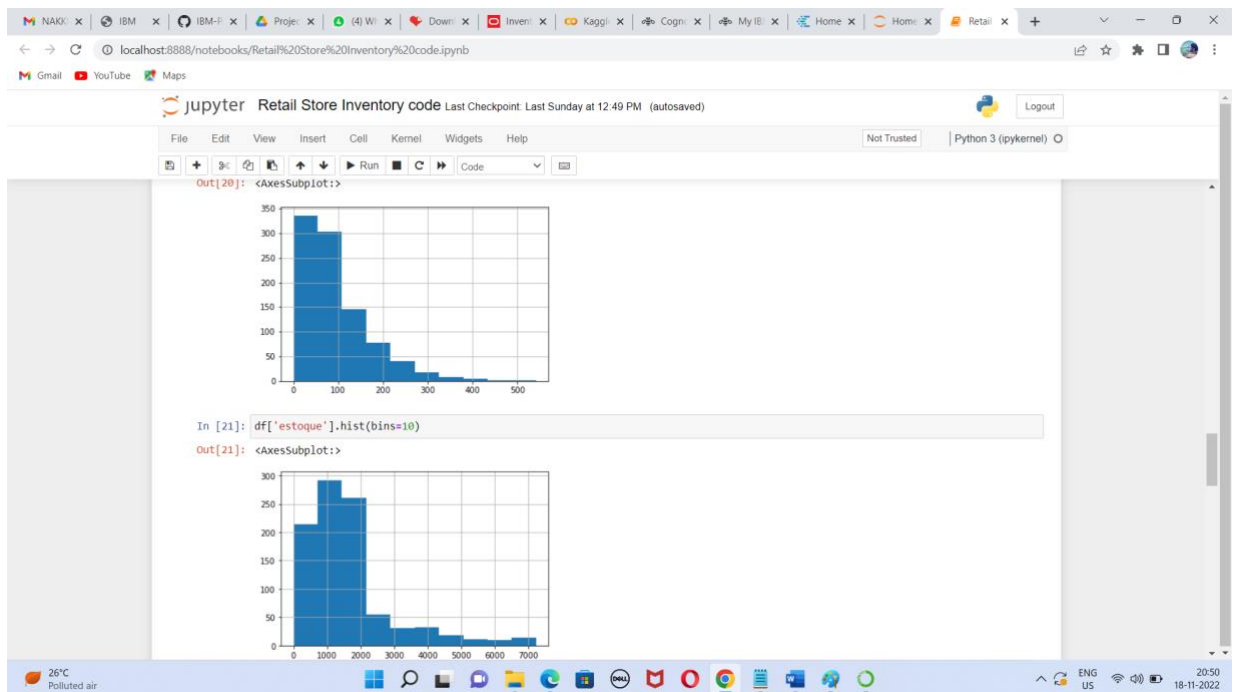 NAKK IBM IBM-P Projec (4) W Down Invent Kaggl Cogno My IB Home Home Retail
localhost:8888/notebooks/Retail%20Store%20Inventory%20code.ipynb
Gmail YouTube Maps
jupyter Retail Store Inventory code Last Checkpoint: Last Sunday at 12:49 PM (autosaved)
Logout
File Edit View Insert Cell Kernel Widgets Help
Not Trusted
Python 3 (ipykernel)
Run Code
Out[20]: <AxesSubplot:>
350
300
250
200
150
100
50
0
0 100 200 300 400 500
In [21]: df['estoque'].hist(bins=10)
Out[21]: <AxesSubplot:>
300
250
200
150
100
50
0
0 1000 2000 3000 4000 5000 6000 7000
26°C
Polluted air
DELL
ENG
US
20:50
18-11-2022